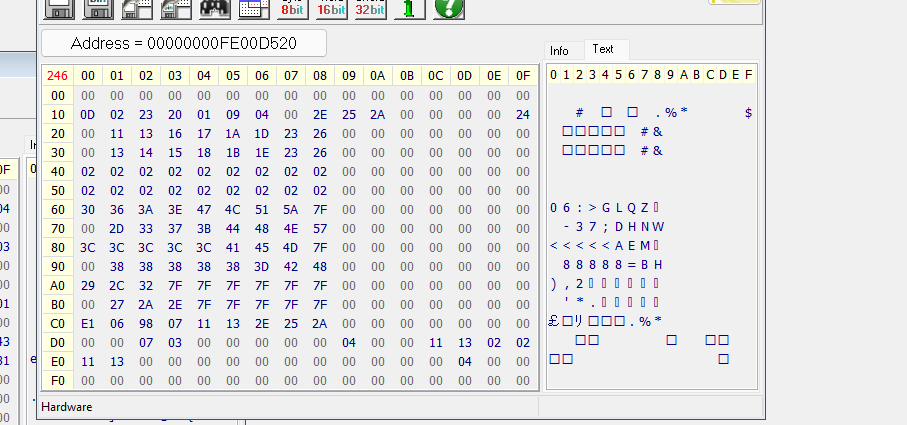 8bit 16bit 32bit
Address = 00000000FE00D520
Info Text
246 00 01 02 03 04 05 06 07 08 09 0A 0B 0C 0D 0E 0F
0 1 2 3 4 5 6 7 8 9 A B C D E F
00 00 00 00 00 00 00 00 00 00 00 00 00 00 00 00 00
10 0D 02 23 20 01 09 04 00 2E 25 2A 00 00 00 00 24 # □ □ . % * $
20 00 11 13 16 17 1A 1D 23 26 00 00 00 00 00 00 00 □ □ □ □ □ # &
30 00 13 14 15 18 1B 1E 23 26 00 00 00 00 00 00 00 □ □ □ □ □ # &
40 02 02 02 02 02 02 02 02 02 00 00 00 00 00 00 00
50 02 02 02 02 02 02 02 02 02 00 00 00 00 00 00 00
60 30 36 3A 3E 47 4C 51 5A 7F 00 00 00 00 00 00 00 0 6 : > G L Q Z ▯
70 00 2D 33 37 3B 44 48 4E 57 00 00 00 00 00 00 00 - 3 7 ; D H N W
80 3C 3C 3C 3C 3C 41 45 4D 7F 00 00 00 00 00 00 00 < < < < < A E M ▯
90 00 38 38 38 38 38 3D 42 48 00 00 00 00 00 00 00 8 8 8 8 8 = B H
A0 29 2C 32 7F 7F 7F 7F 7F 7F 00 00 00 00 00 00 00 ) , 2 ▯ ▯ ▯ ▯ ▯ ▯
B0 00 27 2A 2E 7F 7F 7F 7F 7F 00 00 00 00 00 00 00 ' * . ▯ ▯ ▯ ▯ ▯
C0 E1 06 98 07 11 13 2E 25 2A 00 00 00 00 00 00 00 £ □ リ □ □ □ . % *
D0 00 00 07 03 00 00 00 00 00 04 00 00 11 13 02 02 □ □ □ □ □
E0 11 13 00 00 00 00 00 00 00 00 00 00 00 04 00 00 □ □ □
F0 00 00 00 00 00 00 00 00 00 00 00 00 00 00 00 00
Hardware